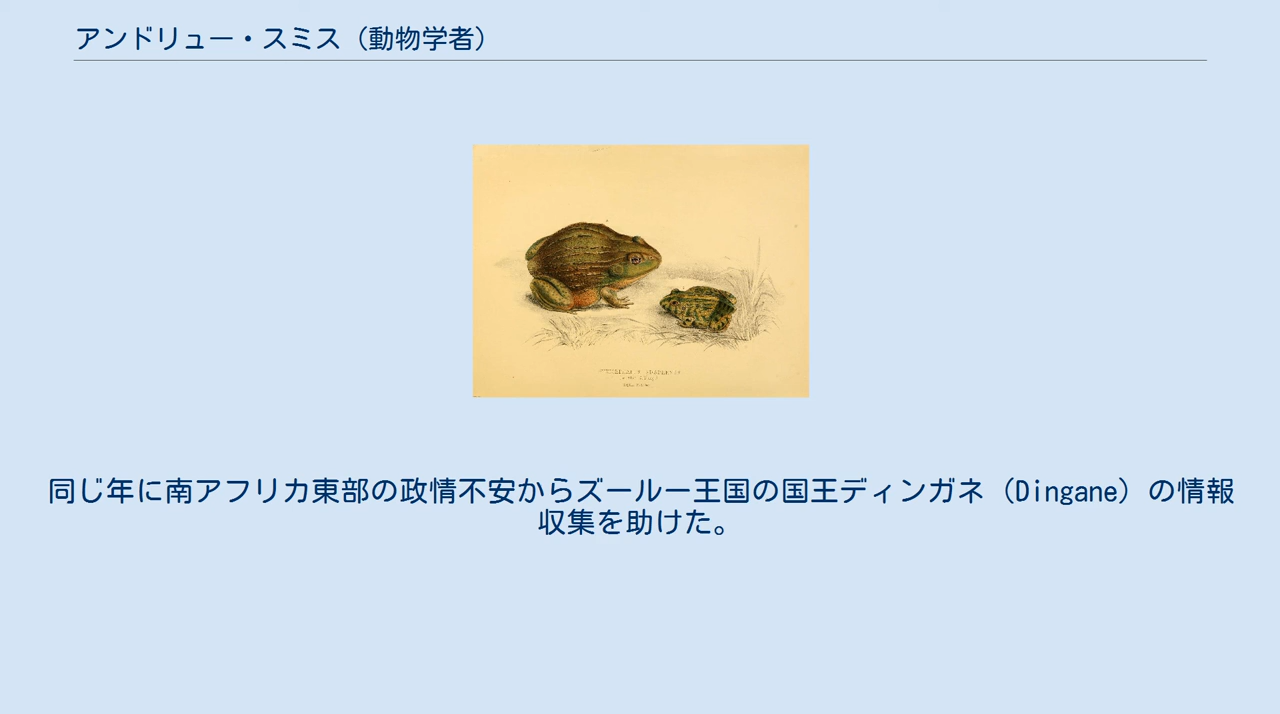 アンドリュー・スミス（動物学者）
同じ年に南アフリカ東部の政情不安からズールー王国の国王ディンガネ（Dingane）の情報
収集を助けた。